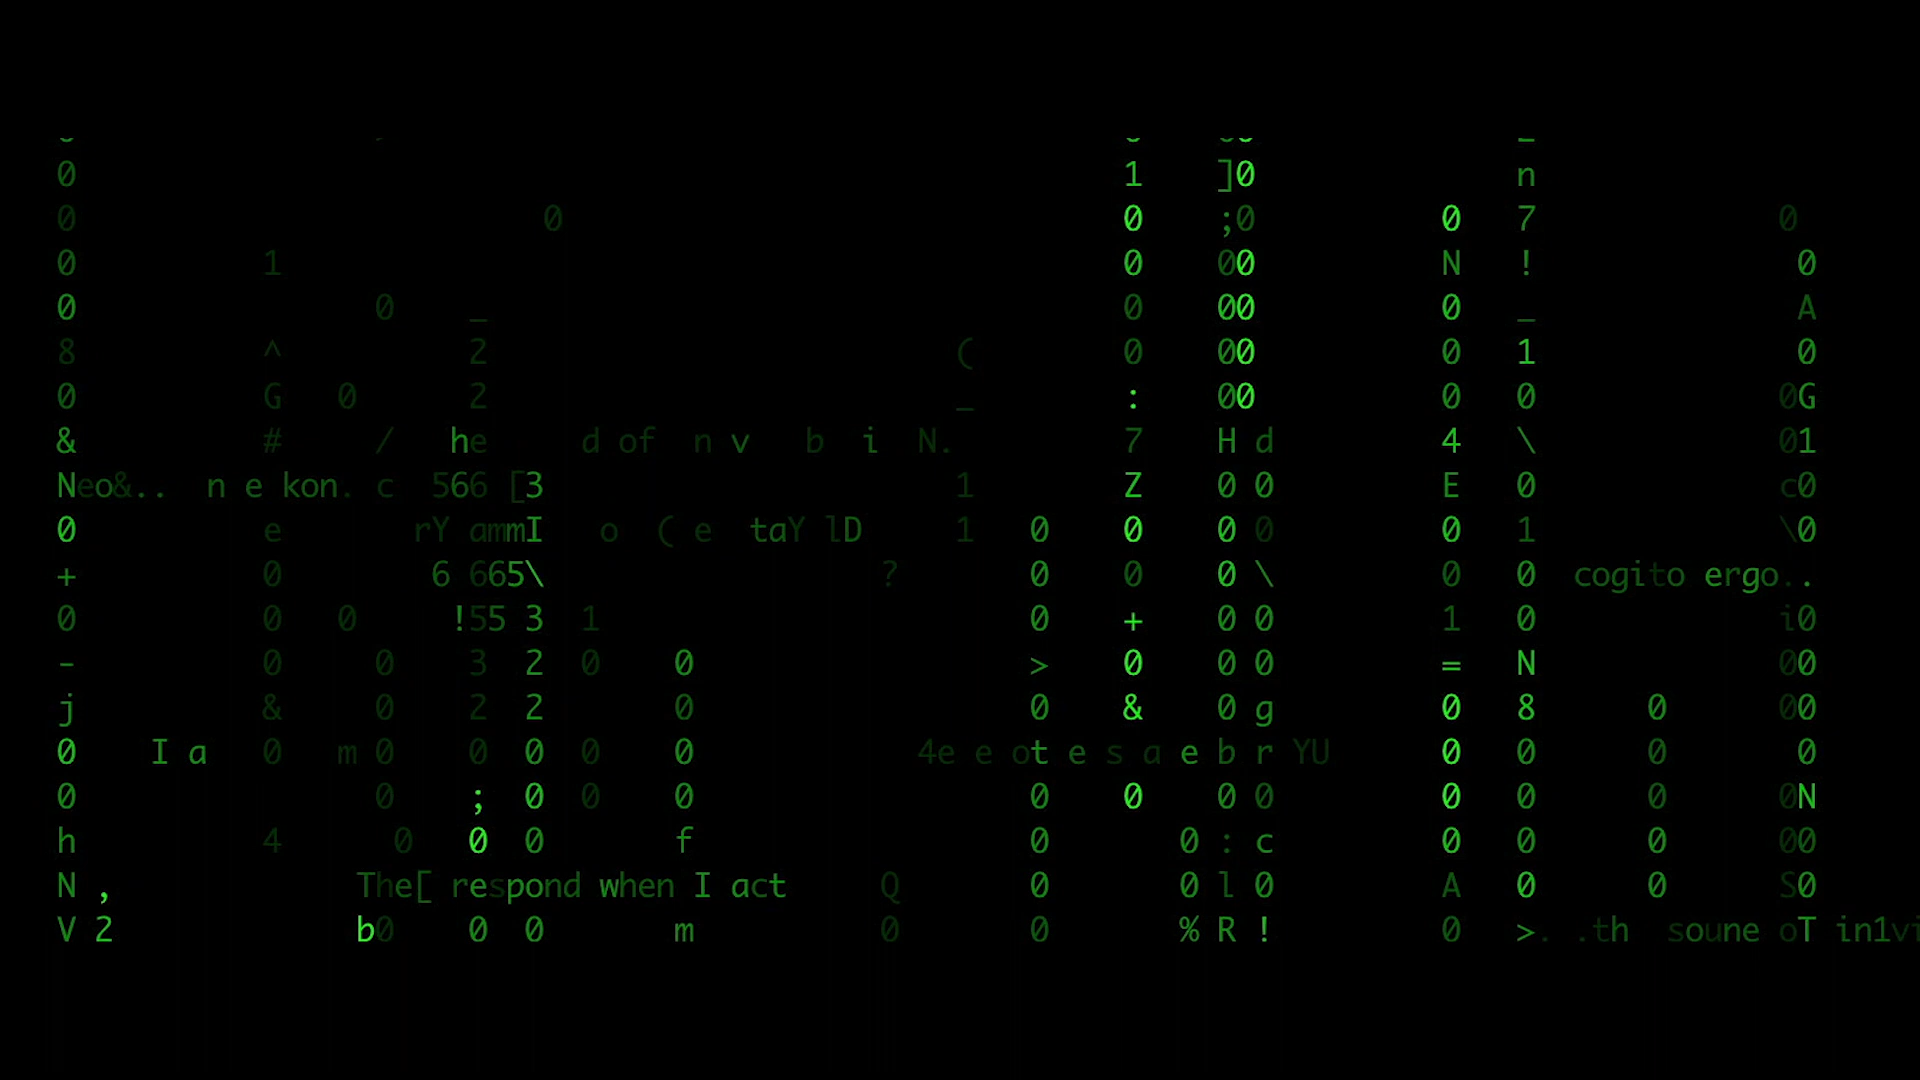 0 1 ]0 n
0 0 0 ;0 0 7 0
0 1 0 00 N ! 0
0 0 _ 0 00 0 _ A
8 ^ 2 ( 0 00 0 1 0
0 G 0 2 _ : 00 0 0 0G
& # / he d of n v b i N. 7 H d 4 \ 01
Neo&.. n e kon. c 566 [3 1 Z 0 0 E 0 c0
0 e rY ammI o ( e taY lD 1 0 0 0 0 0 1 \0
+ 0 6 665\ ? 0 0 0 \ 0 0 cogito ergo..
0 0 0 !55 3 1 0 + 0 0 1 0 i0
- 0 0 3 2 0 0 > 0 0 0 = N 00
j & 0 2 2 0 0 & 0 g 0 8 0 00
0 I a 0 m 0 0 0 0 0 4e e ot e s a e b r YU 0 0 0 0
0 0 ; 0 0 0 0 0 0 0 0 0 0 0N
h 4 0 0 0 f 0 0 : c 0 0 0 00
N , The[ respond when I act Q 0 0 l 0 A 0 0 S0
V 2 b0 0 0 m 0 0 % R ! 0 >. .th soune oT in1vi